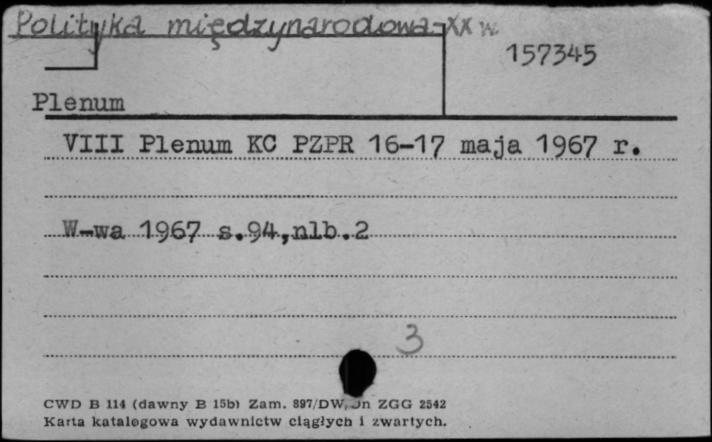 Polityka międzynarodowa-XX w.
157345
Plenum
VIII Plenum KC PZPR 16-17 maja 1967 r.
W-wa 1967 s.94,nlb.2
3
CWD B 114 (dawny B 15b) Zam. 897/DW/Jn ZGG 2542
Karta katalogowa wydawnictw ciągłych i zwartych.